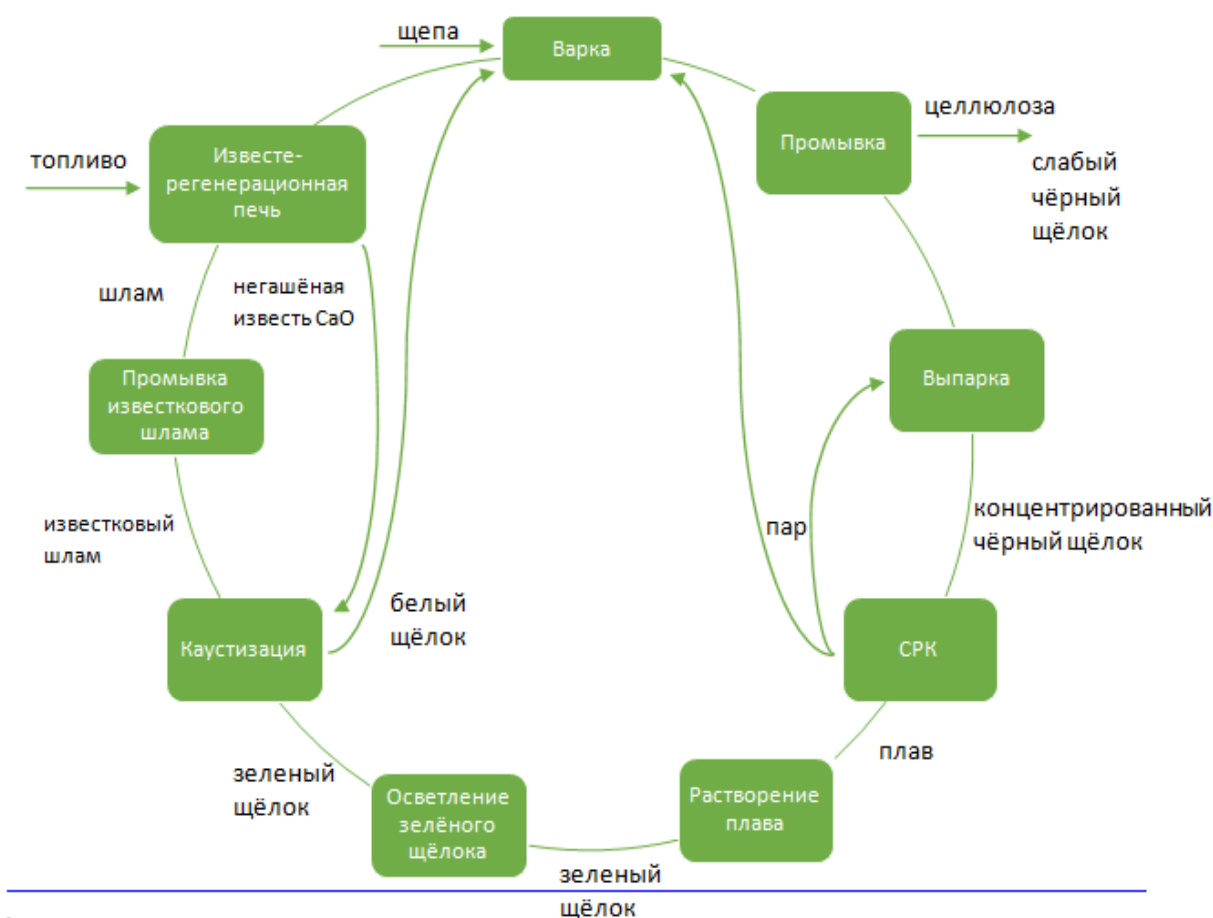 щепа
Варка
целлюлоза
Промывка
слабый
чёрный
щёлок
топливо
Известе-
регенерационная
печь
шлам
негашёная
известь CaO
Промывка
известкового
шлама
Выпарка
известковый
шлам
пар
концентрированный
чёрный щёлок
белый
щёлок
Каустизация
СРК
плав
зеленый
щёлок
Осветление
зелёного
щёлока
Растворение
плава
зеленый
щёлок